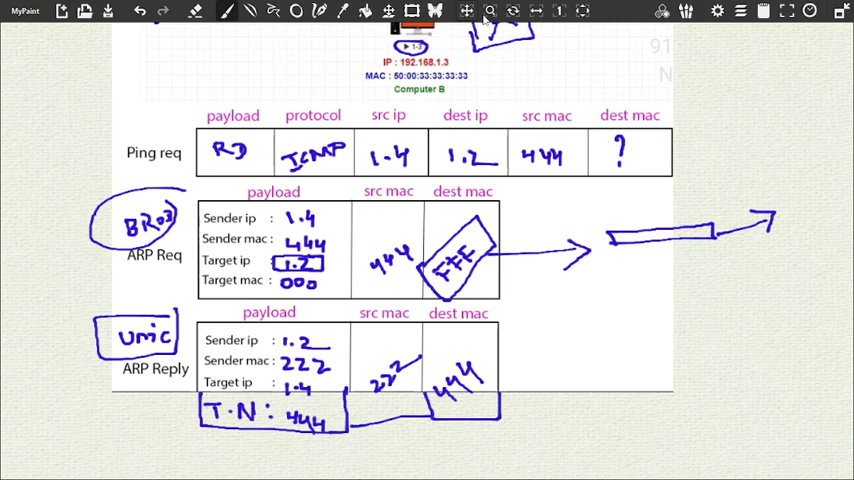 MyPaint
91
N
1-3
IP : 192.168.1.3
MAC : 50:00:33:33:33:33
Computer B
payload protocol src ip dest ip src mac dest mac
Ping req ICMP 1.4 1.2 444 ?
payload src mac dest mac
BROD
Sender ip : 1.4
Sender mac : 444
ARP Req Target ip : 1.2 444 FFF
Target mac : 000
payload src mac dest mac
Unic
Sender ip : 1.2
Sender mac : 222
ARP Reply Target ip : 1.4 222 444
T.N : 444